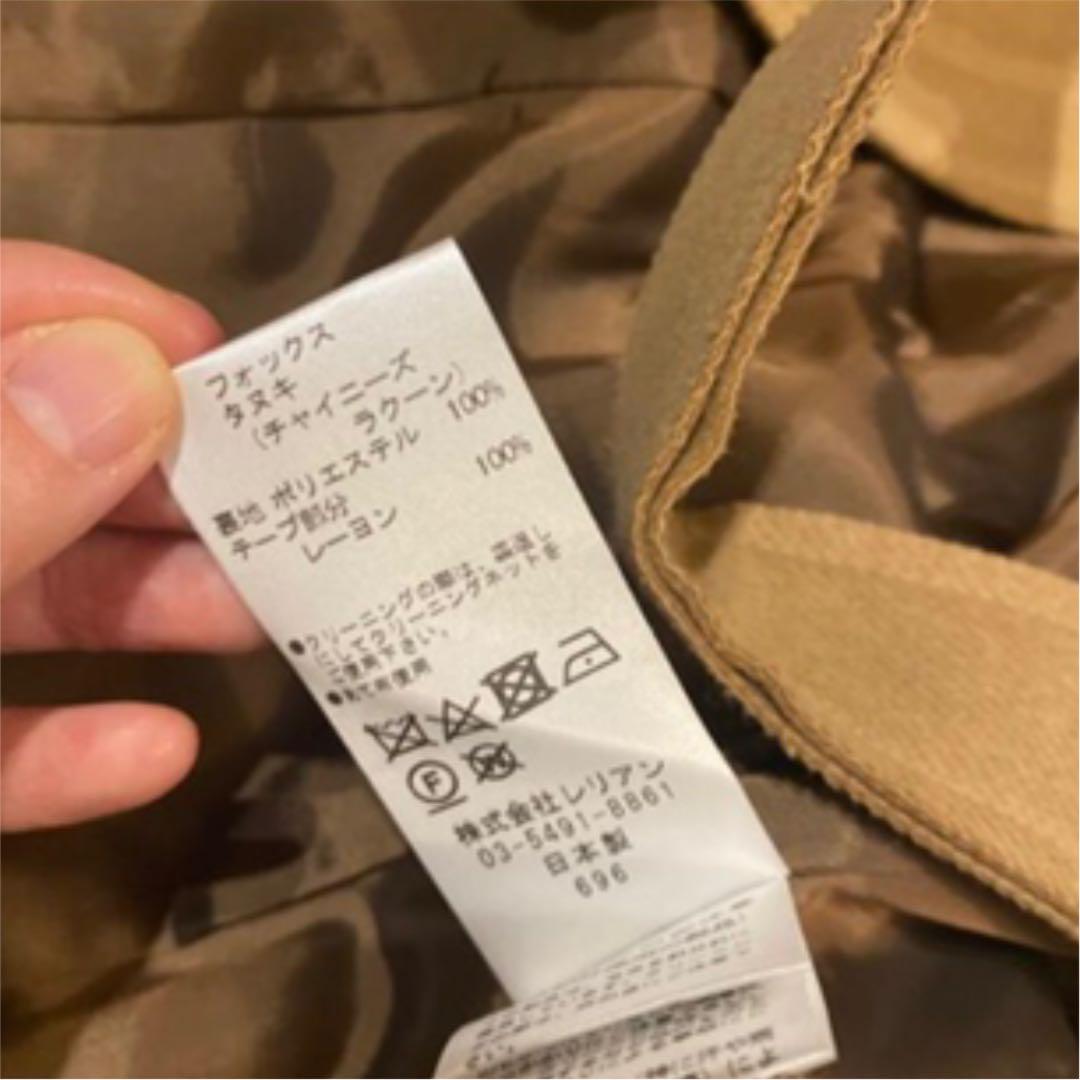 フォックス
タヌキ
(チャイニーズ
ラクーン)
裏地 ポリエステル 100%
テープ部分
レーヨン 100%
●クリーニングの際は、裏返し
にしてクリーニングネットを
ご使用下さい。
●あて布使用
F
W
株式会社レリアン
03-5491-8861
日本製
696